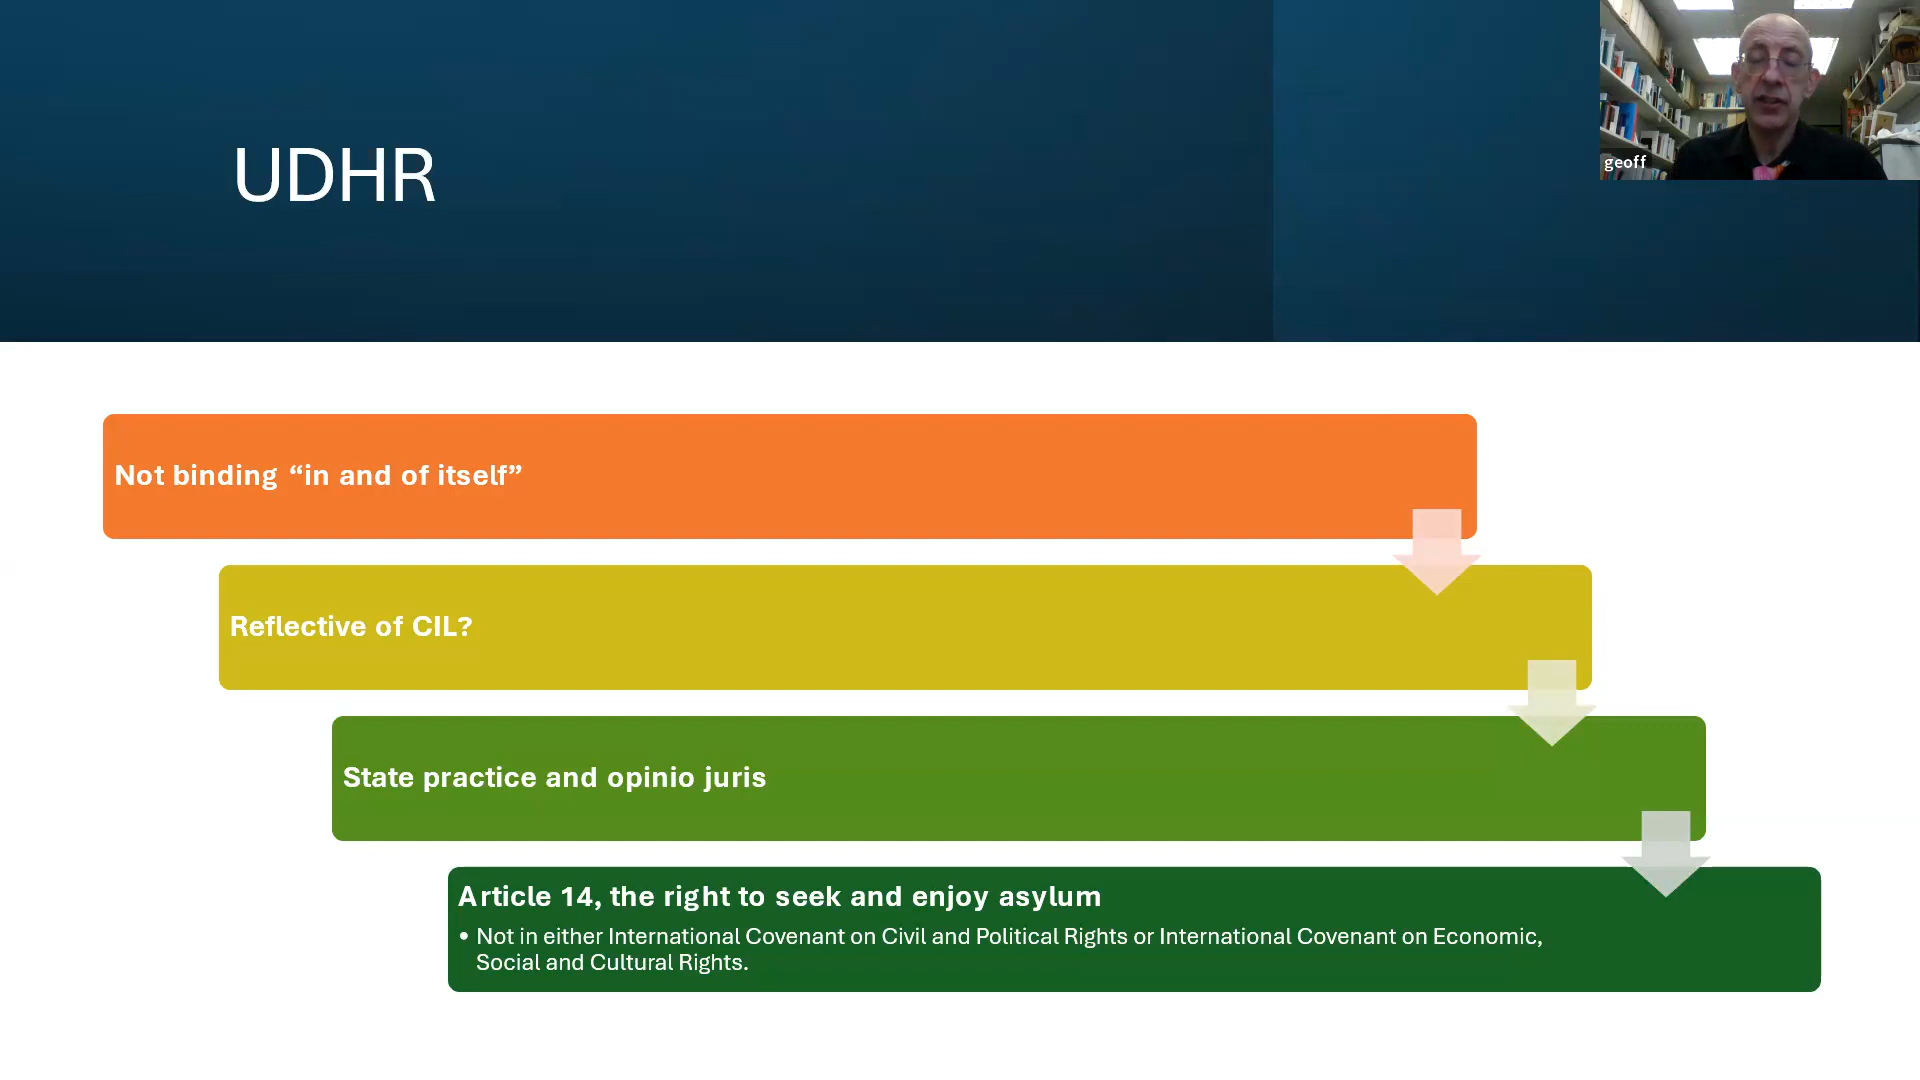 UDHR
geoff
Not binding “in and of itself”
Reflective of CIL?
State practice and opinio juris
Article 14, the right to seek and enjoy asylum
• Not in either International Covenant on Civil and Political Rights or International Covenant on Economic,
Social and Cultural Rights.